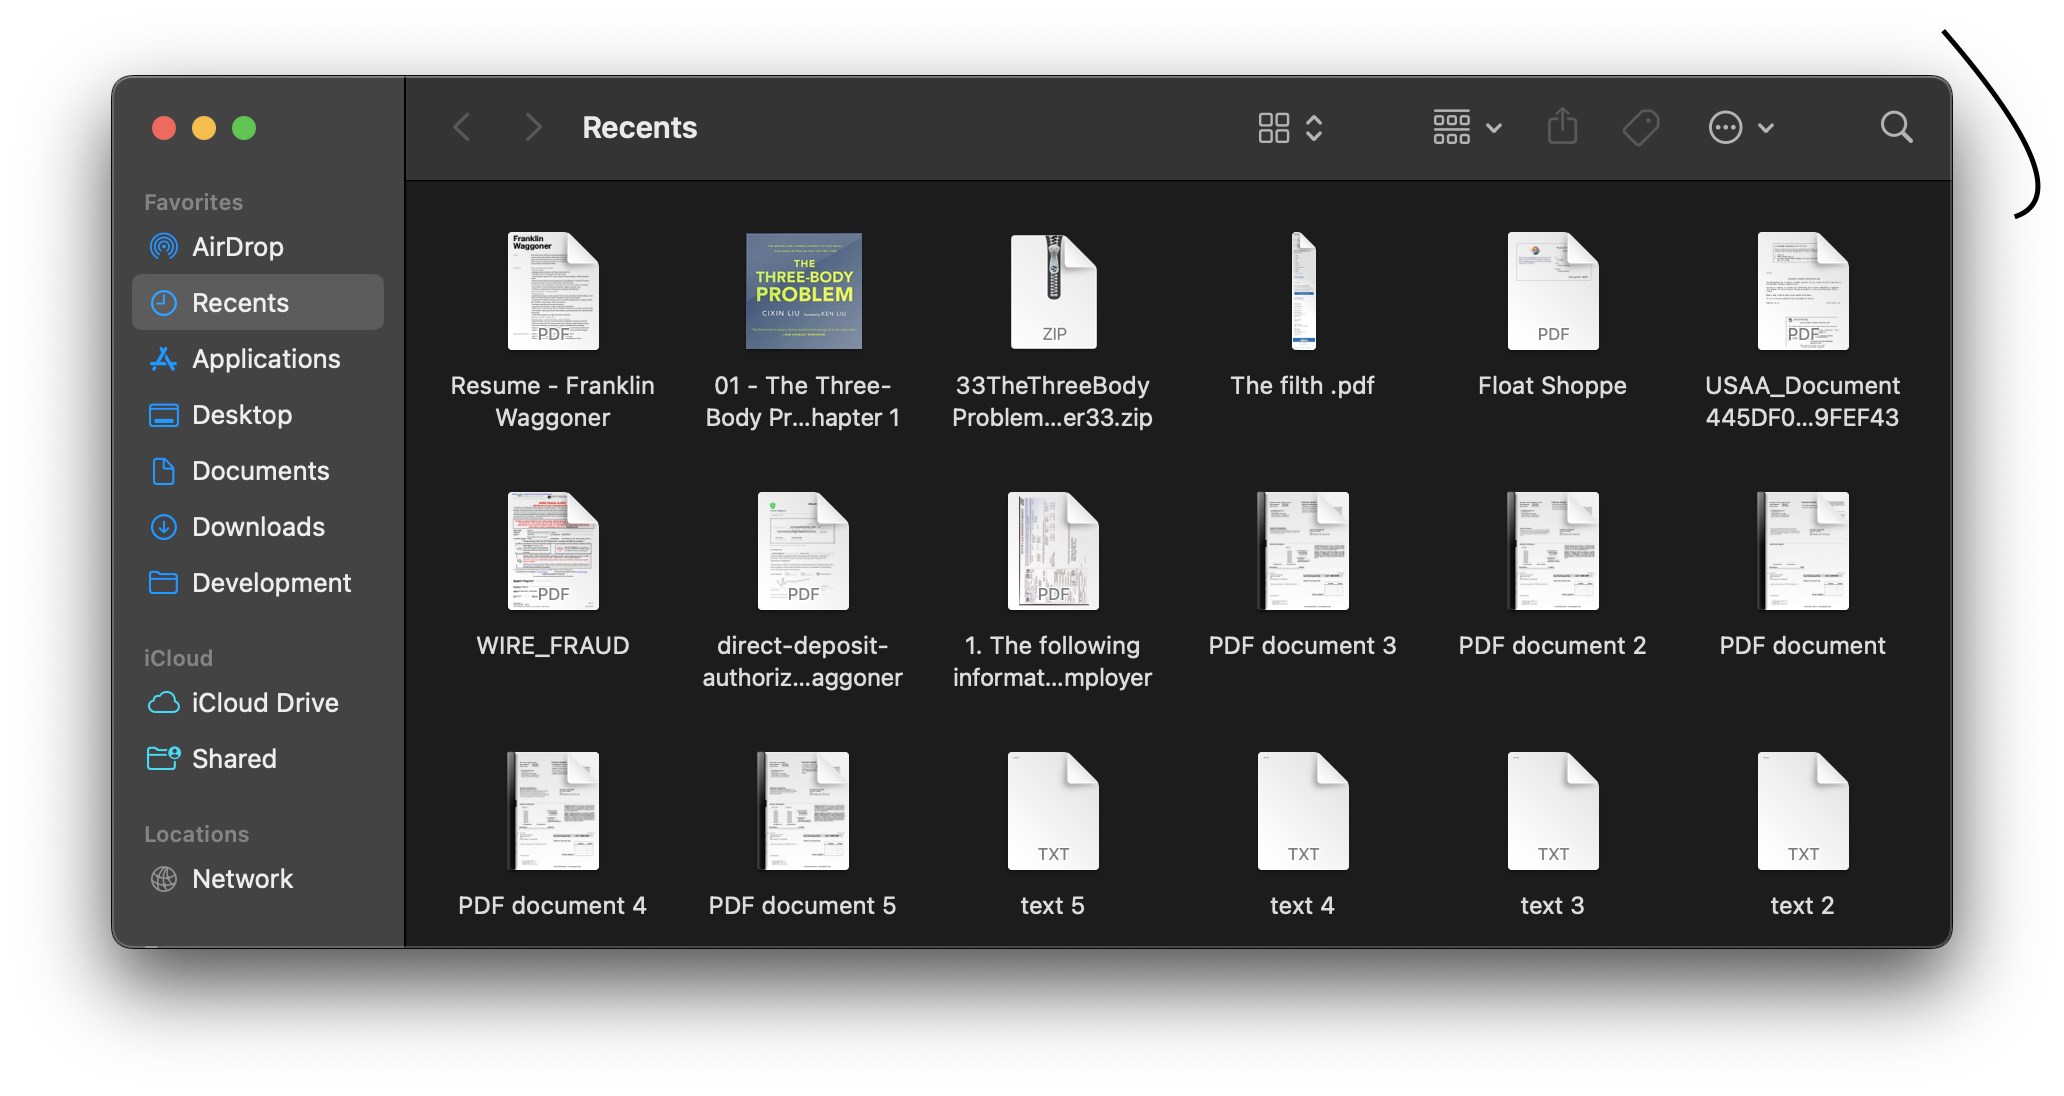 Recents
Favorites
AirDrop
Recents
Applications
Desktop
Documents
Downloads
Development
iCloud
iCloud Drive
Shared
Locations
Network
Franklin
Waggoner
PDF
THE
THREE-BODY
PROBLEM
CIXIN LIU
KEN LIU
ZIP
PDF
PDF
Resume - Franklin
Waggoner
01 - The Three-
Body Pr...hapter 1
33TheThreeBody
Problem...er33.zip
The filth .pdf
Float Shoppe
USAA_Document
445DF0...9FEF43
PDF
PDF
PDF
WIRE_FRAUD
direct-deposit-
authoriz...aggoner
1. The following
informat...mployer
PDF document 3
PDF document 2
PDF document
TXT
TXT
TXT
TXT
PDF document 4
PDF document 5
text 5
text 4
text 3
text 2